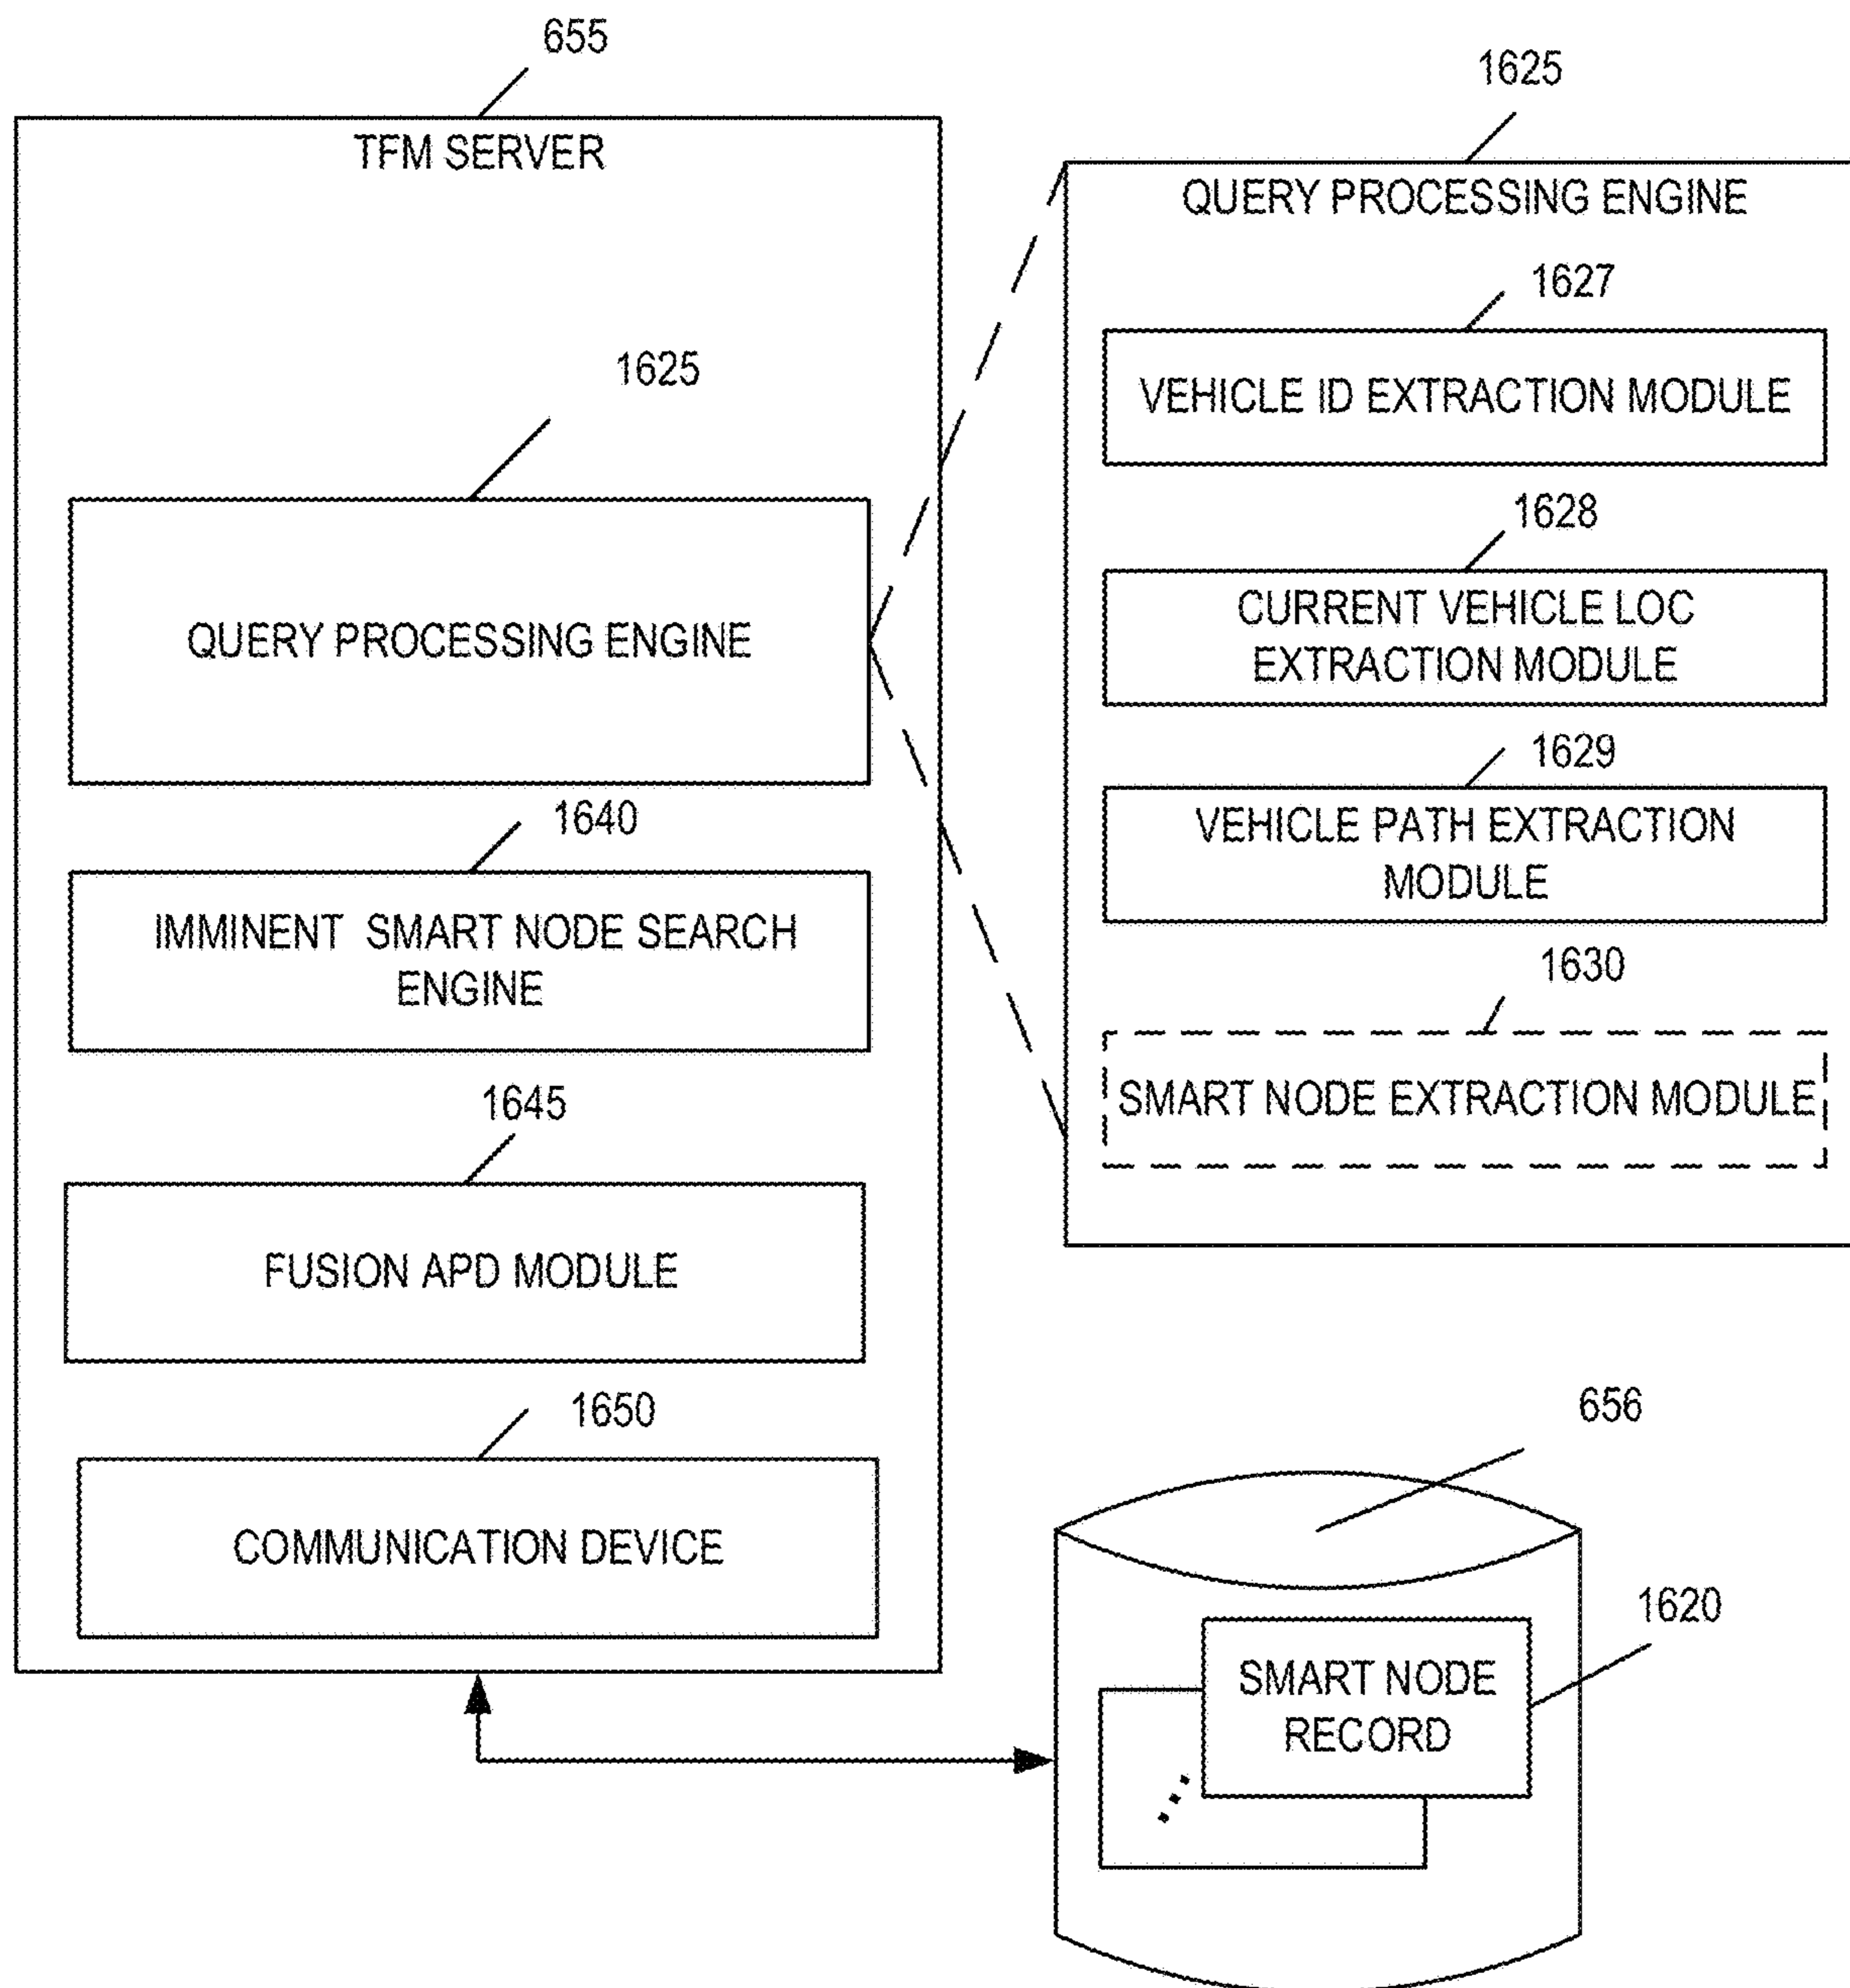 655
TFM SERVER
1625
QUERY PROCESSING ENGINE
1640
IMMINENT SMART NODE SEARCH
ENGINE
1645
FUSION APD MODULE
1650
COMMUNICATION DEVICE
1625
QUERY PROCESSING ENGINE
1627
VEHICLE ID EXTRACTION MODULE
1628
CURRENT VEHICLE LOC
EXTRACTION MODULE
1629
VEHICLE PATH EXTRACTION
MODULE
1630
SMART NODE EXTRACTION MODULE
656
1620
SMART NODE
RECORD